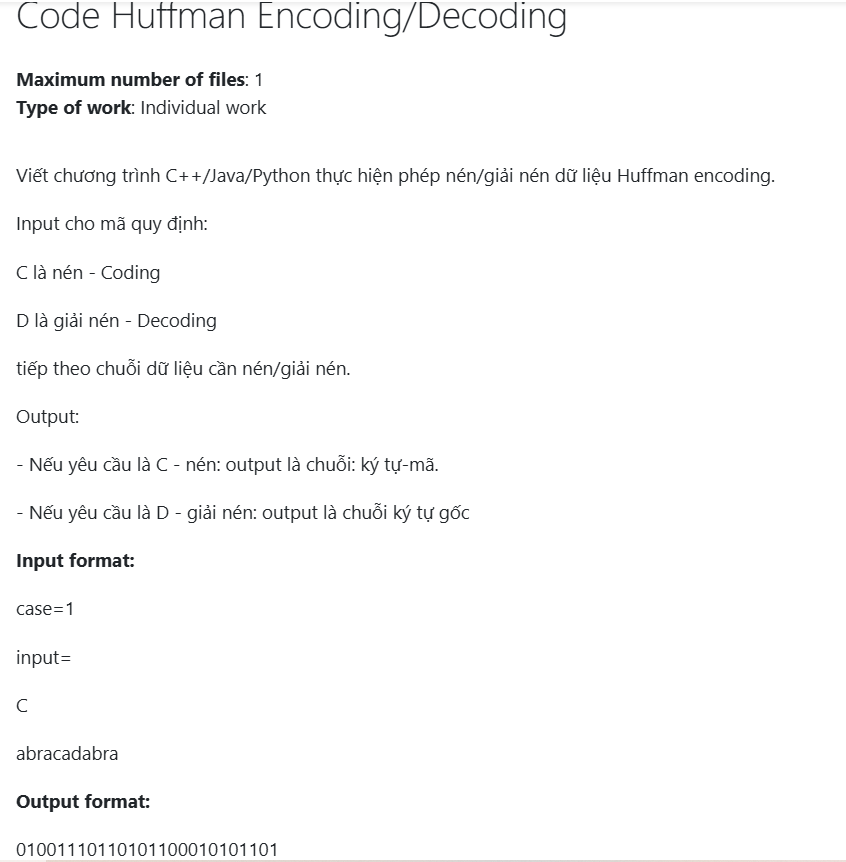 Code Huffman Encoding/Decoding
Maximum number of files: 1
Type of work: Individual work
Viết chương trình C++/Java/Python thực hiện phép nén/giải nén dữ liệu Huffman encoding.
Input cho mã quy định:
C là nén - Coding
D là giải nén - Decoding
tiếp theo chuỗi dữ liệu cần nén/giải nén.
Output:
- Nếu yêu cầu là C - nén: output là chuỗi: ký tự-mã.
- Nếu yêu cầu là D - giải nén: output là chuỗi ký tự gốc
Input format:
case=1
input=
C
abracadabra
Output format:
01001110110101100010101101